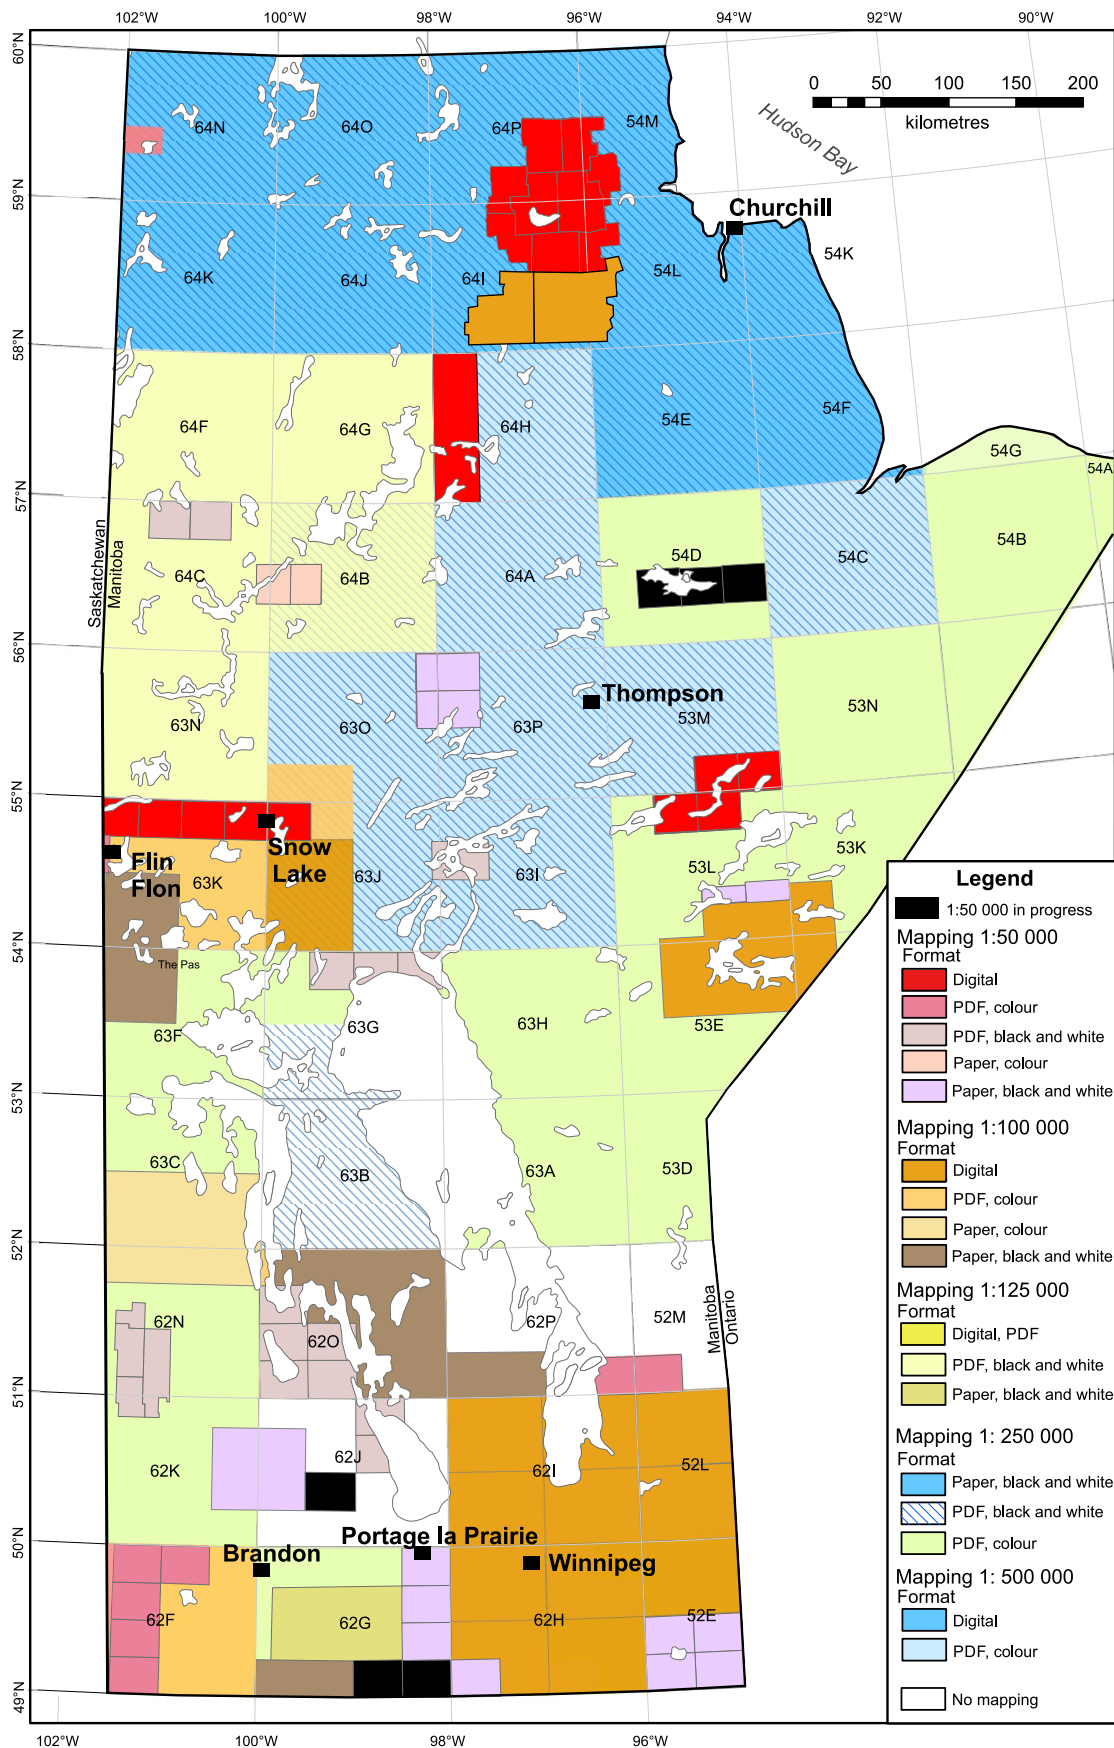 102°W 100°W 98°W 96°W 94°W 92°W 90°W
60°N
0 50 100 150 200
kilometres
Hudson Bay
64N 64O 64P 54M
59°N
Churchill
54K
64K 64J 64I 54L
58°N
64F 64G 64H 54E 54F
54G
54A
57°N
Saskatchewan
Manitoba
64C 64B 64A 54D 54C 54B
56°N
Thompson
63N 63O 63P 53M 53N
55°N
Snow
Lake
Flin
Flon
63K 63J 63I 53L 53K
54°N
The Pas
63F 63G 63H 53E
53°N
63C 63B 63A 53D
52°N
62N 62O 62P 52M
Manitoba
Ontario
51°N
62K 62J 62I 52L
50°N
Portage la Prairie
Brandon
Winnipeg
62F 62G 62H 52E
49°N
102°W 100°W 98°W 96°W
Legend
1:50 000 in progress
Mapping 1:50 000
Format
Digital
PDF, colour
PDF, black and white
Paper, colour
Paper, black and white
Mapping 1:100 000
Format
Digital
PDF, colour
Paper, colour
Paper, black and white
Mapping 1:125 000
Format
Digital, PDF
PDF, black and white
Paper, black and white
Mapping 1: 250 000
Format
Paper, black and white
PDF, black and white
PDF, colour
Mapping 1: 500 000
Format
Digital
PDF, colour
No mapping